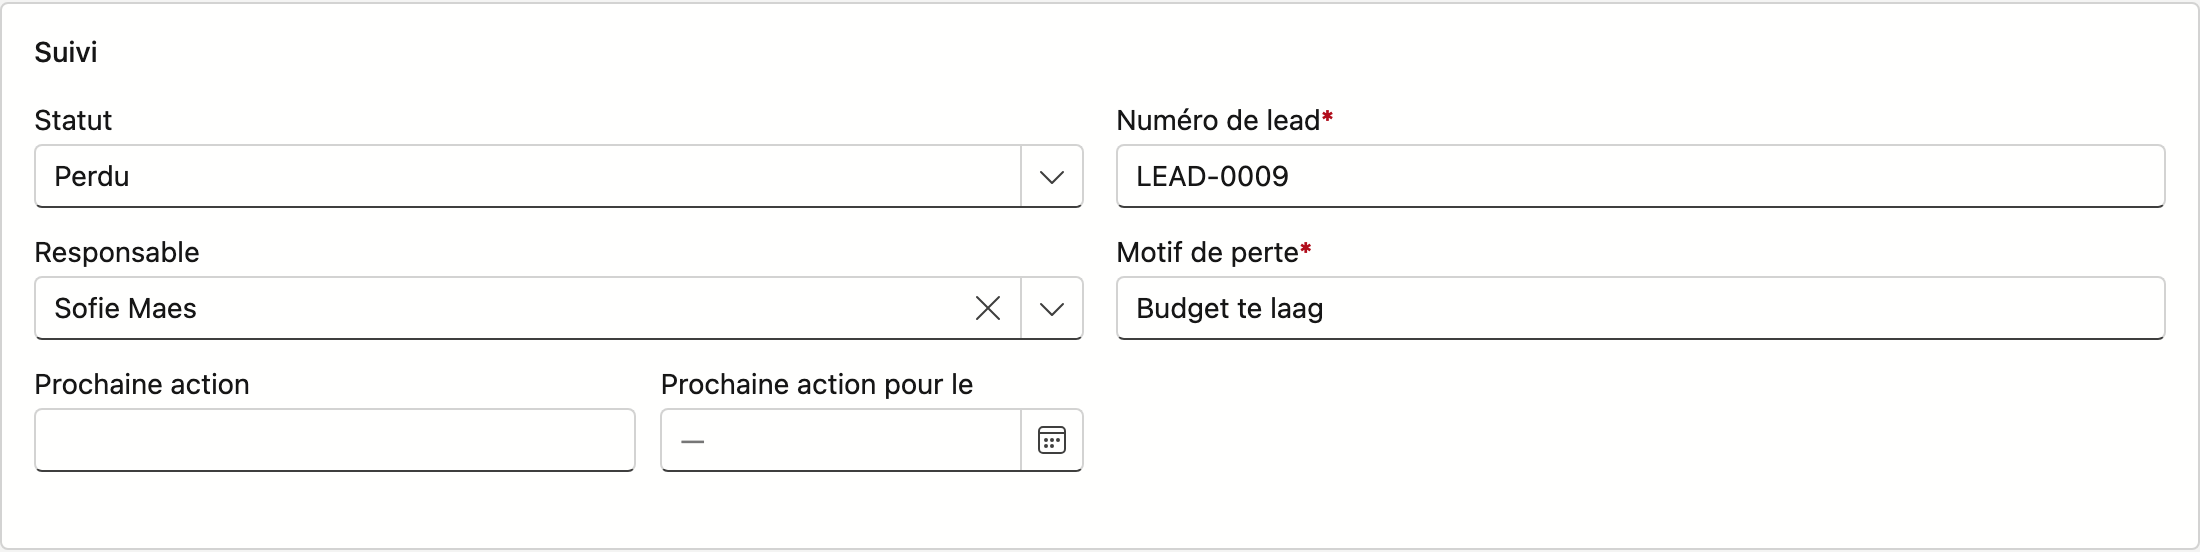 Suivi
Statut
Numéro de lead*
Perdu
LEAD-0009
Responsable
Motif de perte*
Sofie Maes
Budget te laag
Prochaine action
Prochaine action pour le
—